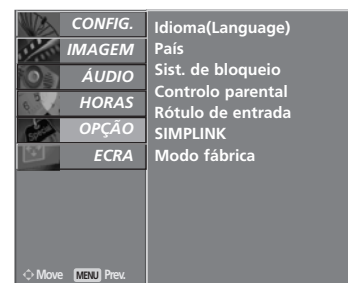 CONFIG.
IMAGEM
ÁUDIO
HORAS
OPÇÃO
ECRA
Idioma(Language)
País
Sist. de bloqueio
Controlo parental
Rótulo de entrada
SIMPLINK
Modo fábrica
Move MENU Prev.